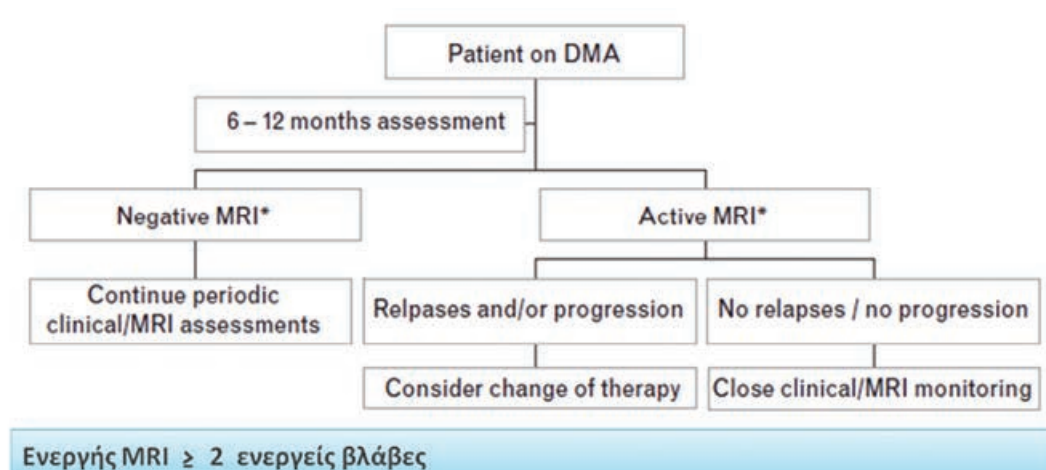 Patient on DMA
6 – 12 months assessment
Negative MRI*
Active MRI*
Continue periodic
clinical/MRI assessments
Relpases and/or progression
No relapses / no progression
Consider change of therapy
Close clinical/MRI monitoring
Ενεργής MRI ≥ 2 ενεργείς βλάβες